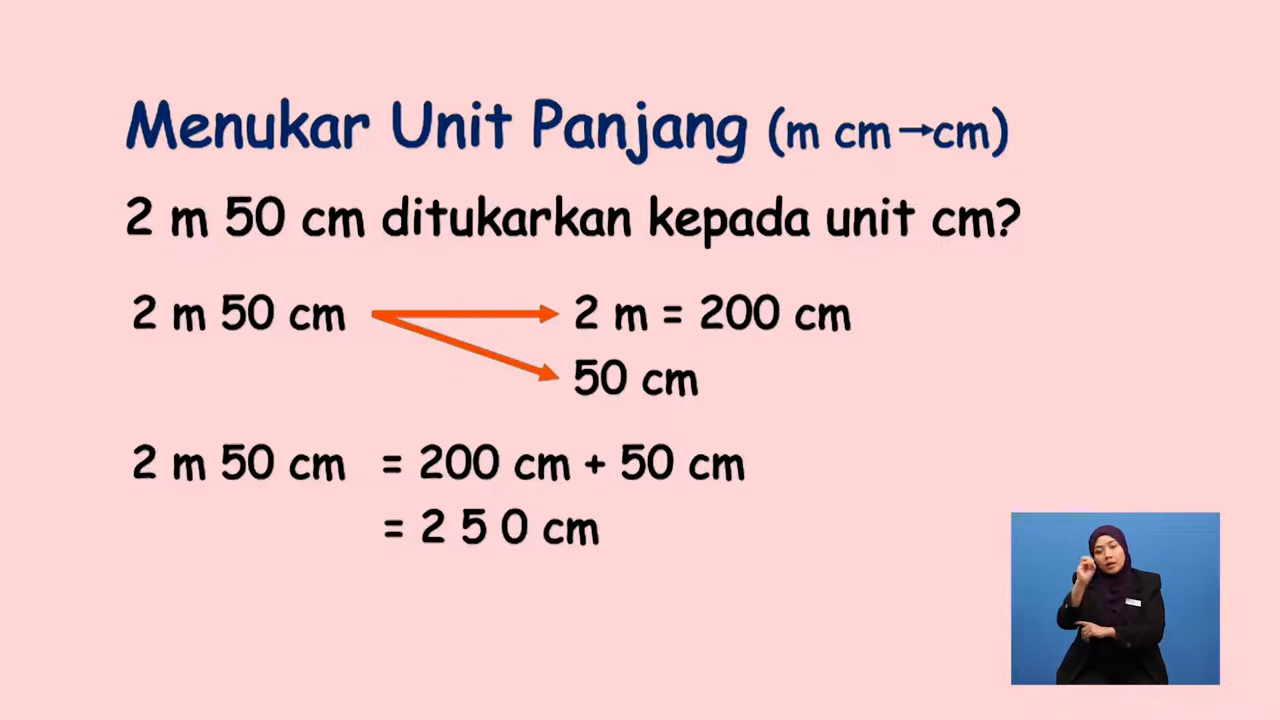 Menukar Unit Panjang (m cm→cm)
2 m 50 cm ditukarkan kepada unit cm?
2 m 50 cm 2 m = 200 cm
50 cm
2 m 50 cm = 200 cm + 50 cm
= 2 5 0 cm